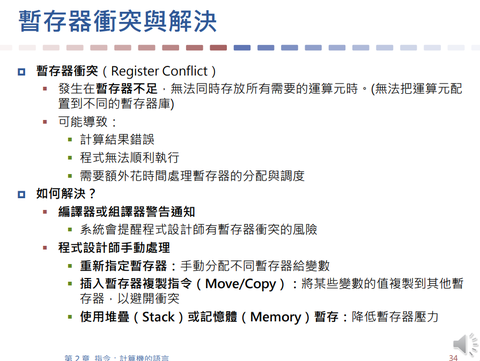 暫存器衝突與解決
暫存器衝突（Register Conflict）
發生在暫存器不足，無法同時存放所有需要的運算元時。(無法把運算元配
置到不同的暫存器庫)
可能導致：
計算結果錯誤
程式無法順利執行
需要額外花時間處理暫存器的分配與調度
如何解決？
編譯器或組譯器警告通知
系統會提醒程式設計師有暫存器衝突的風險
程式設計師手動處理
重新指定暫存器：手動分配不同暫存器給變數
插入暫存器複製指令（Move/Copy）：將某些變數的值複製到其他暫
存器，以避開衝突
使用堆疊（Stack）或記憶體（Memory）暫存：降低暫存器壓力
第 2 章 指令：計算機的語言
34